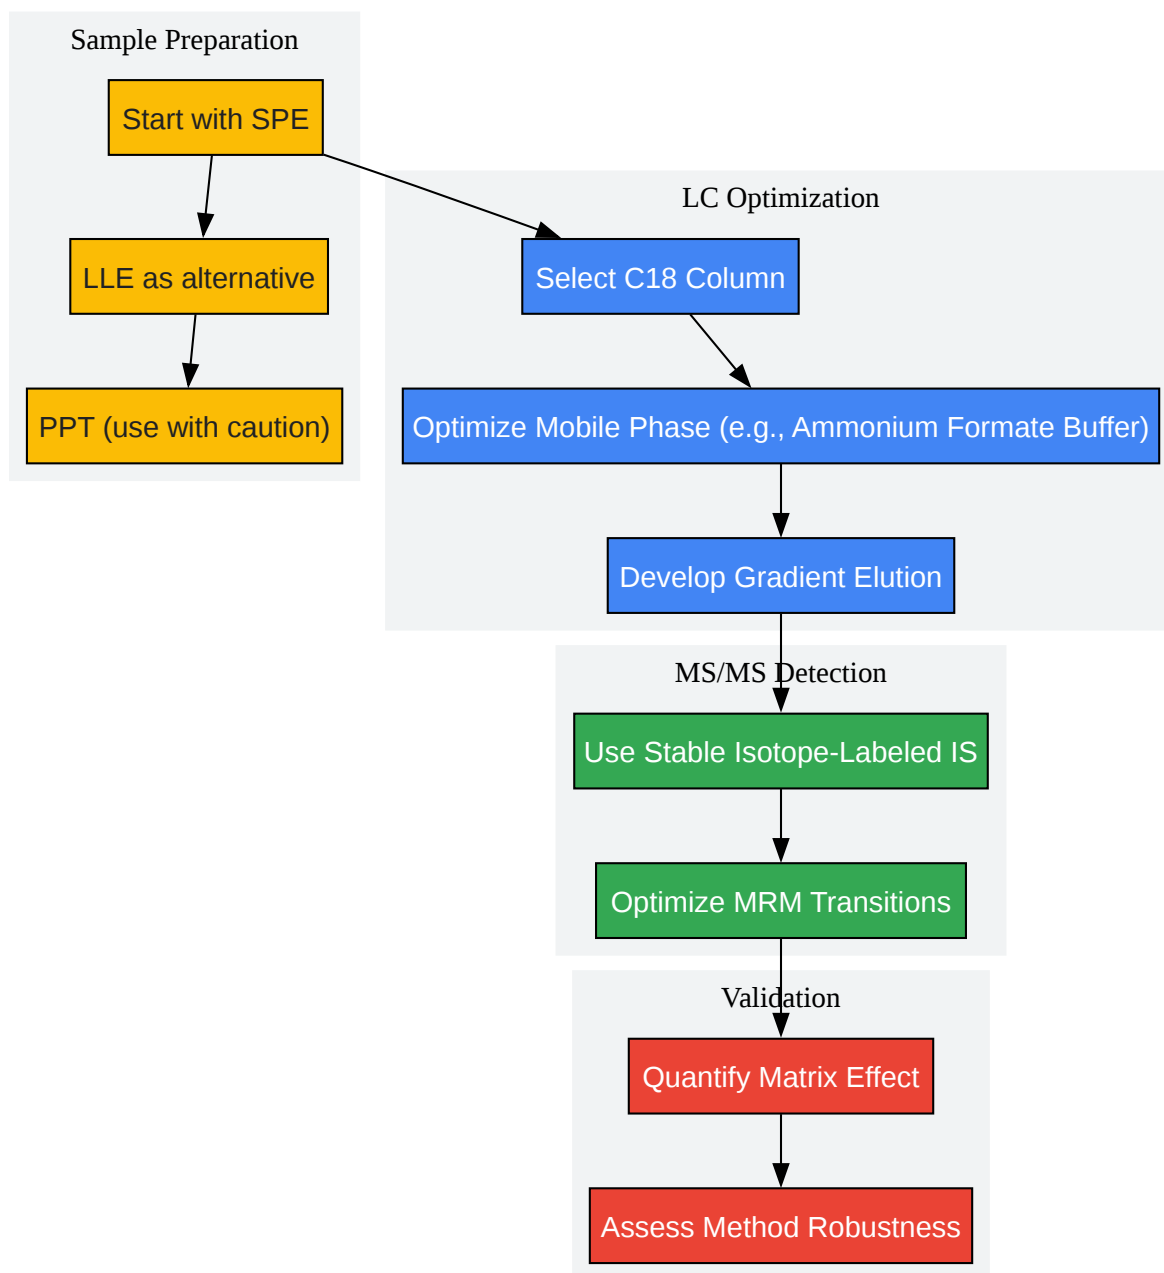 Sample Preparation
Start with SPE
LLE as alternative
PPT (use with caution)
LC Optimization
Select C18 Column
Optimize Mobile Phase (e.g., Ammonium Formate Buffer)
Develop Gradient Elution
MS/MS Detection
Use Stable Isotope-Labeled IS
Optimize MRM Transitions
Validation
Quantify Matrix Effect
Assess Method Robustness